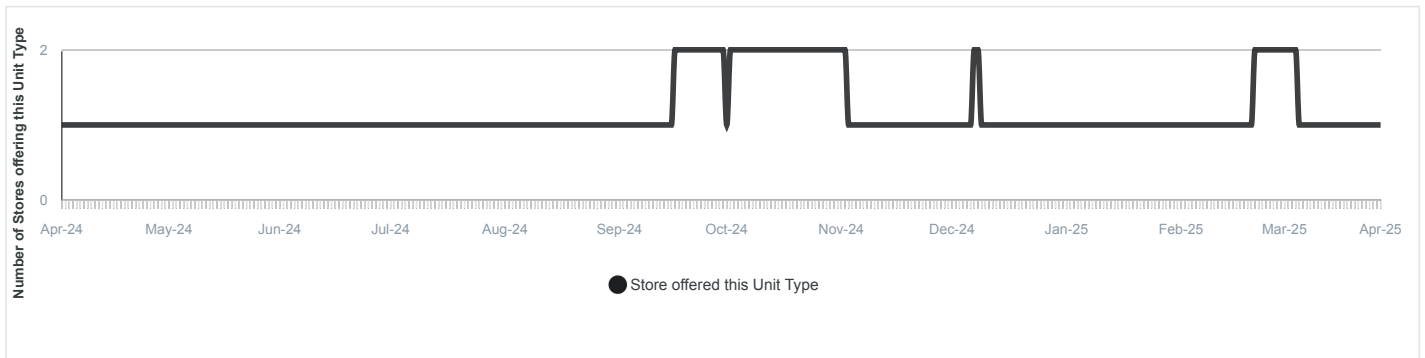 Number of Stores offering this Unit Type
2
0
Apr-24 May-24 Jun-24 Jul-24 Aug-24 Sep-24 Oct-24 Nov-24 Dec-24 Jan-25 Feb-25 Mar-25 Apr-25
Store offered this Unit Type